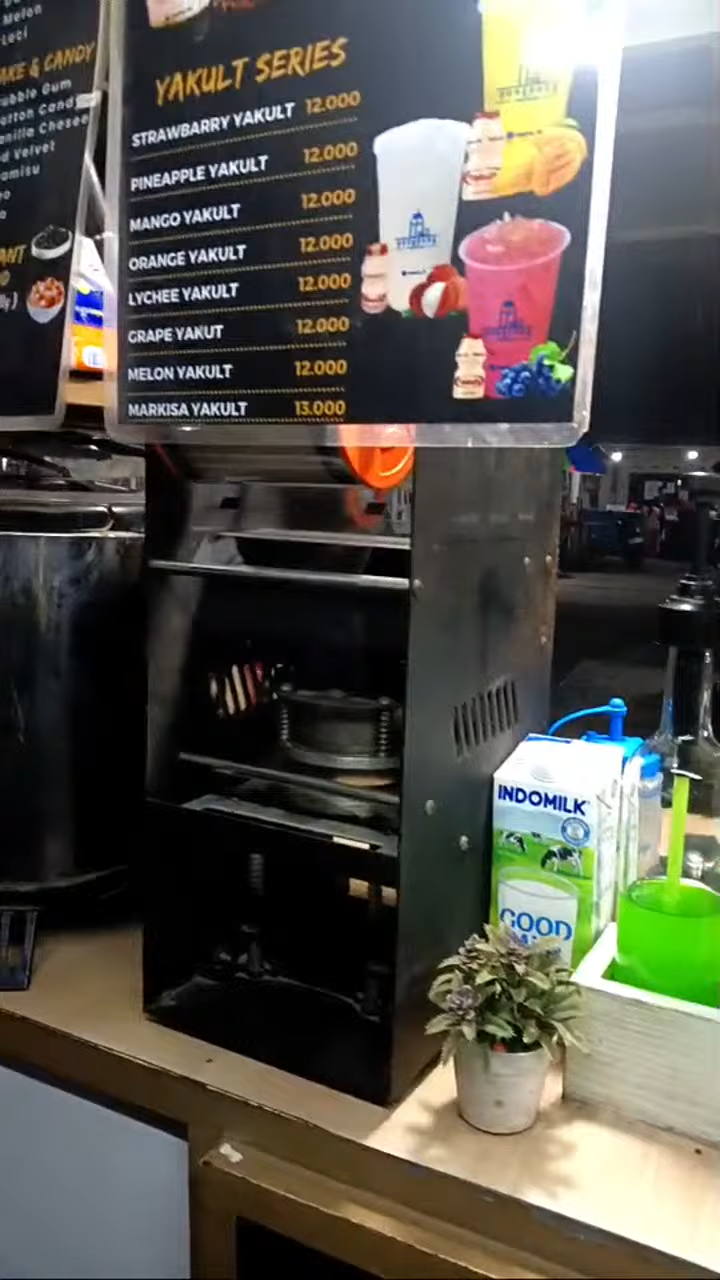 Melon
Leci
AKE & CANDY
ubble Gum
otton Candy
anilla Chesee
d Velvet
amisu
YAKULT SERIES
STRAWBARRY YAKULT 12.000
PINEAPPLE YAKULT 12.000
MANGO YAKULT 12.000
ORANGE YAKULT 12.000
LYCHEE YAKULT 12.000
GRAPE YAKUT 12.000
MELON YAKULT 12.000
MARKISA YAKULT 13.000
INDOMILK
GOOD